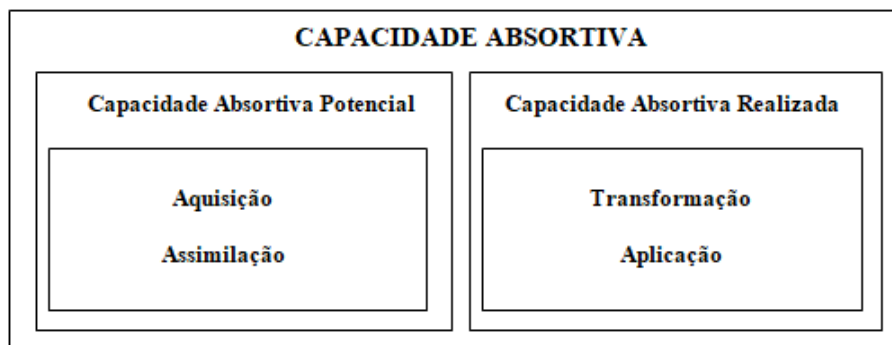 CAPACIDADE ABSORTIVA
Capacidade Absortiva Potencial
Aquisição
Assimilação
Capacidade Absortiva Realizada
Transformação
Aplicação